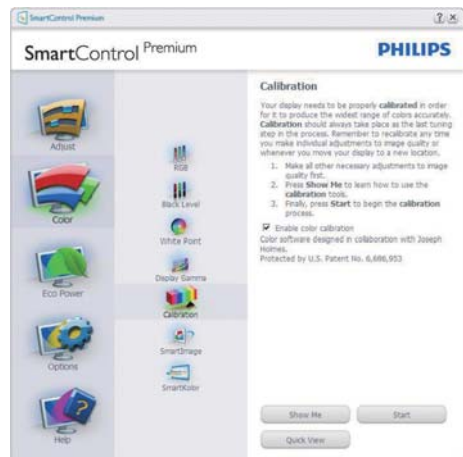 SmartControl Premium
SmartControl Premium
PHILIPS
Adjust
Color
Eco Power
Options
Help
RGB
Black Level
White Point
Display Gamma
Calibration
SmartImage
SmartKolor
Calibration
Your display needs to be properly calibrated in order
for it to produce the widest range of colors accurately.
Calibration should always take place as the last tuning
step in the process. Remember to recalibrate any time
you make individual adjustments to image quality or
whenever you move your display to a new location.
1. Make all other necessary adjustments to image
quality first.
2. Press Show Me to learn how to use the
calibration tools.
3. Finally, press Start to begin the calibration
process.
Enable color calibration
Color software designed in collaboration with Joseph
Holmes.
Protected by U.S. Patent No. 6,686,953
Show Me
Start
Quick View